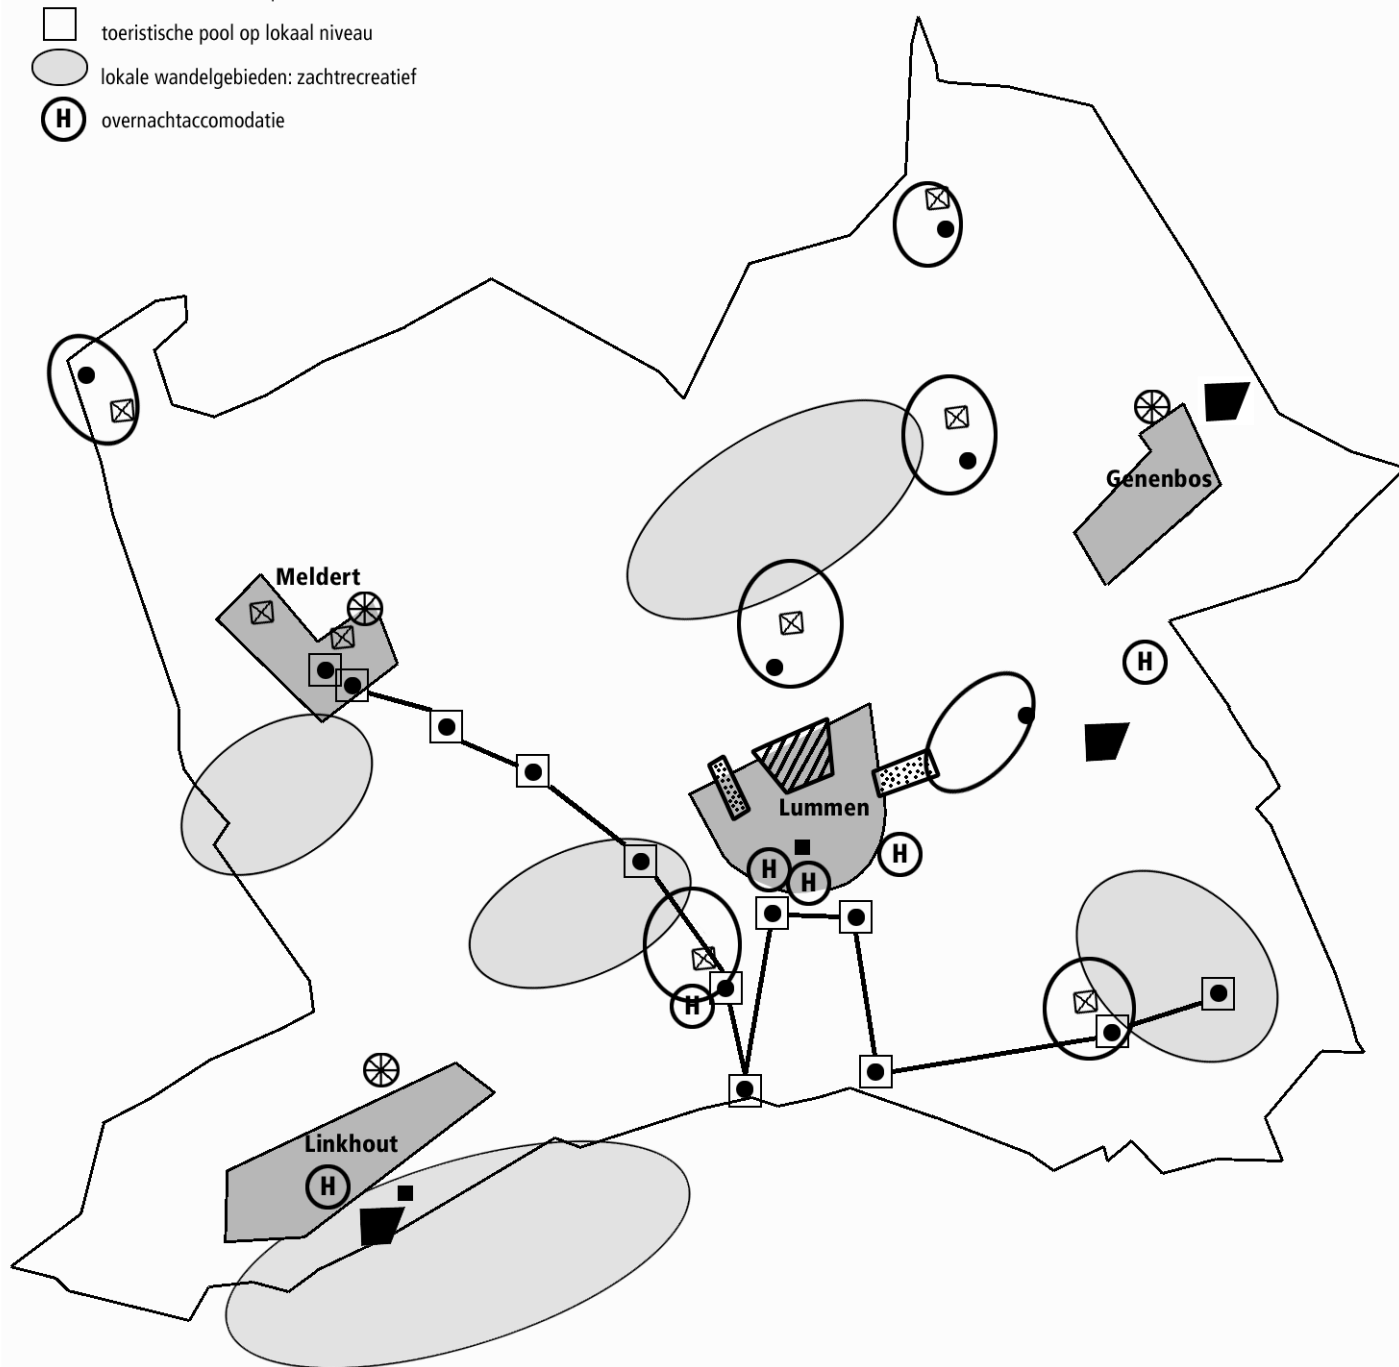 toeristische pool op lokaal niveau
lokale wandelgebieden: zachtrecreatief
H overnachtaccomodatie
Genenbos
Meldert
H
Lummen
H
H
H
H
Linkhout
H